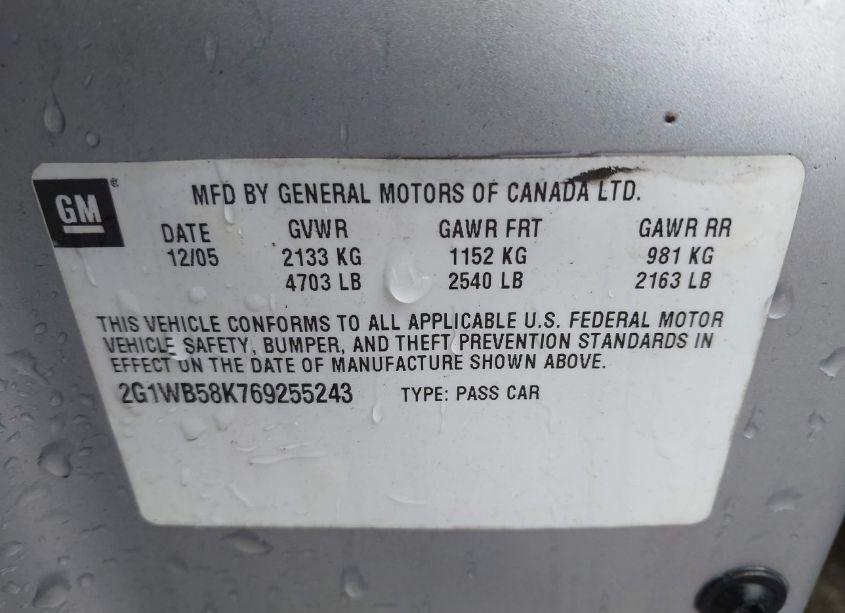 GM®
MFD BY GENERAL MOTORS OF CANADA LTD.
DATE GVWR GAWR FRT GAWR RR
12/05 2133 KG 1152 KG 981 KG
4703 LB 2540 LB 2163 LB
THIS VEHICLE CONFORMS TO ALL APPLICABLE U.S. FEDERAL MOTOR
VEHICLE SAFETY, BUMPER, AND THEFT PREVENTION STANDARDS IN
EFFECT ON THE DATE OF MANUFACTURE SHOWN ABOVE.
2G1WB58K769255243 TYPE: PASS CAR